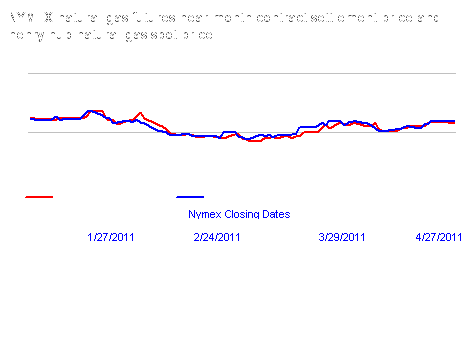 NYMEX natural gas futures near-month contract settlement price and
henry hub natural gas spot price
Nymex Closing Dates
1/27/2011 2/24/2011 3/29/2011 4/27/2011